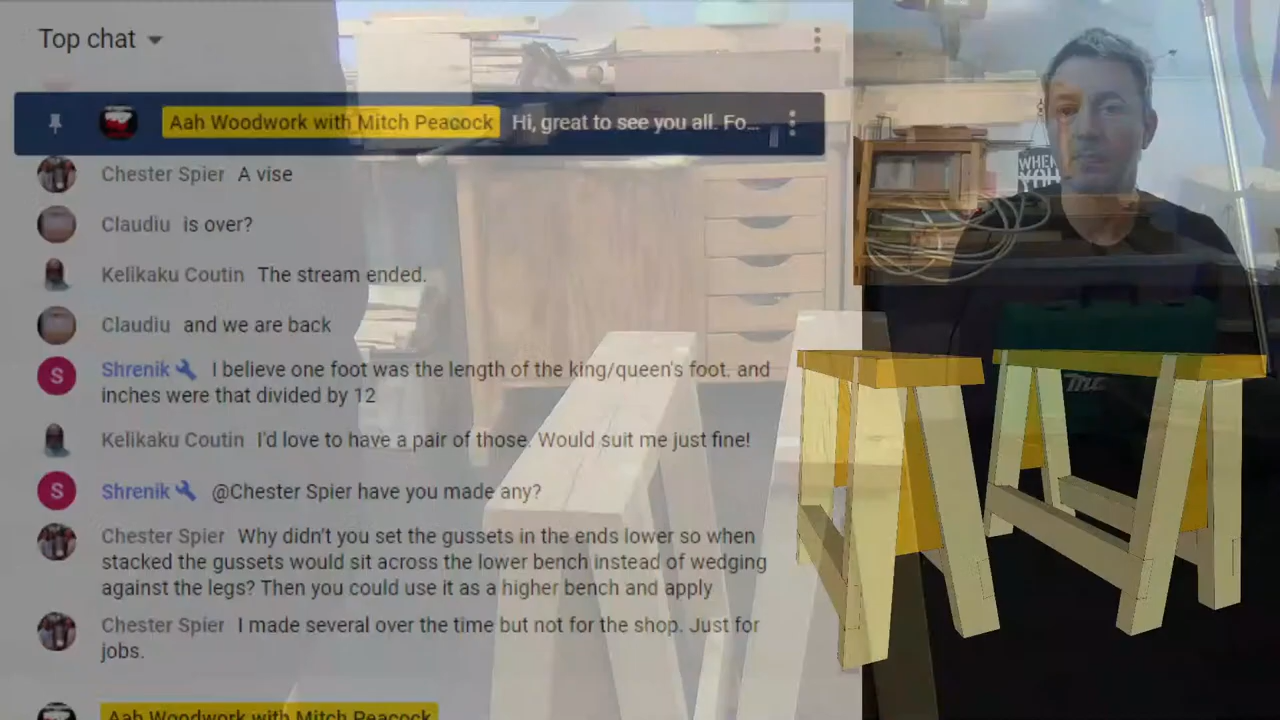 Top chat
Aah Woodwork with Mitch Peacock Hi, great to see you all. Fo...
Chester Spier A vise
Claudiu is over?
Kelikaku Coutin The stream ended.
Claudiu and we are back
S Shrenik I believe one foot was the length of the king/queen's foot, and
inches were that divided by 12
Kelikaku Coutin I'd love to have a pair of those. Would suit me just fine!
S Shrenik @Chester Spier have you made any?
Chester Spier Why didn't you set the gussets in the ends lower so when
stacked the gussets would sit across the lower bench instead of wedging
against the legs? Then you could use it as a higher bench and apply
Chester Spier I made several over the time but not for the shop. Just for
jobs.
Aah Woodwork with Mitch Peacock
WHEN
YOU